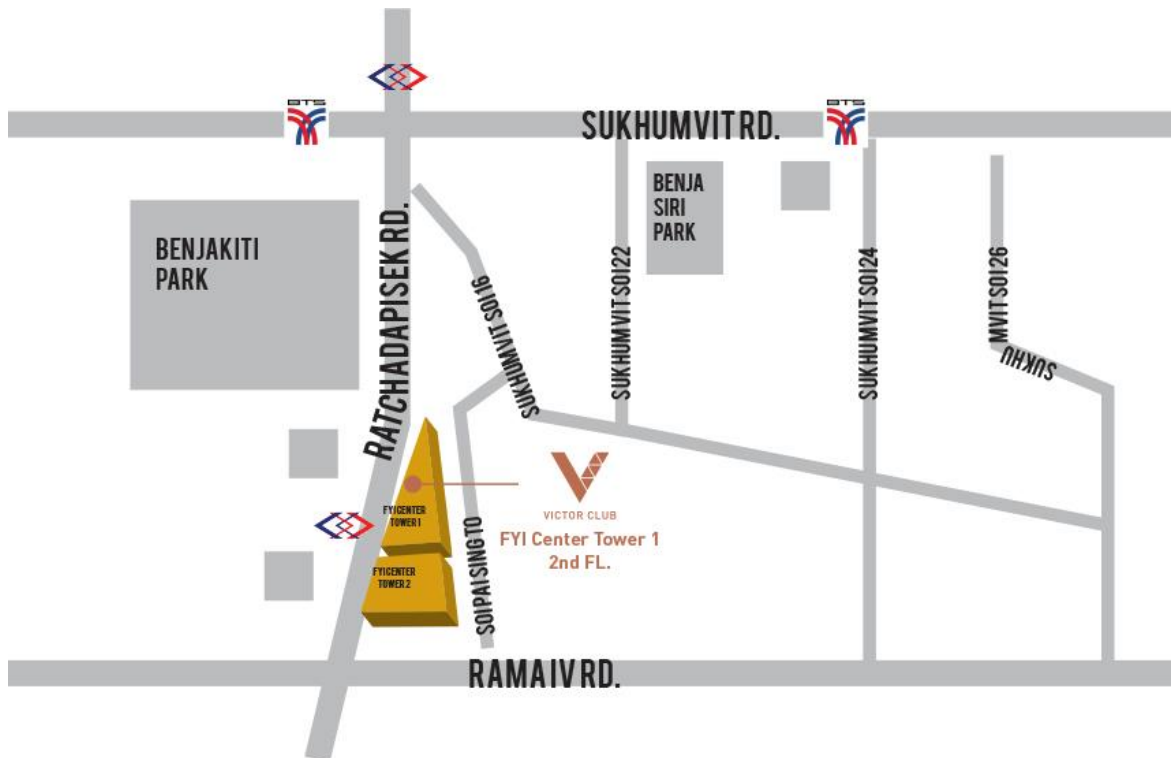 BTS
BTS
SUKHUMVIT RD.
BENJAKITI
PARK
RATCHADAPISEK RD.
SUKHUMVIT SOI 16
SUKHUMVIT SOI 22
BENJA
SIRI
PARK
SUKHUMVIT SOI 24
MVIT SOI 26
SUKHU
FYI CENTER
TOWER 1
FYI CENTER
TOWER 2
SOI PAI SING TO
VICTOR CLUB
FYI Center Tower 1
2nd FL.
RAMA IV RD.